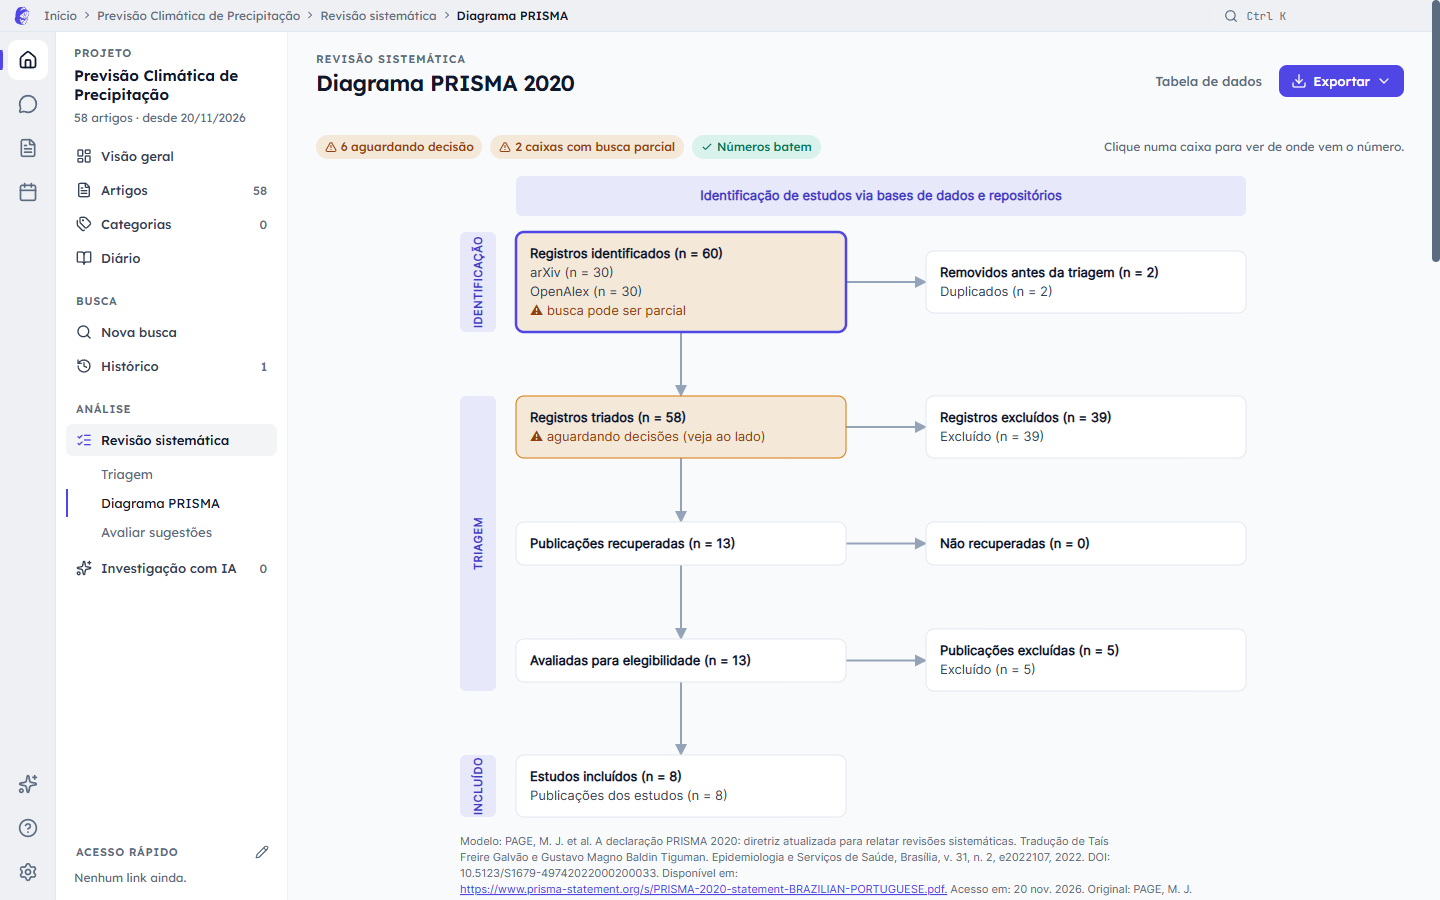 Início > Previsão Climática de Precipitação > Revisão sistemática > Diagrama PRISMA
Ctrl K
PROJETO
Previsão Climática de
Precipitação
58 artigos · desde 20/11/2026
Visão geral
Artigos 58
Categorias 0
Diário
BUSCA
Nova busca
Histórico 1
ANÁLISE
Revisão sistemática
Triagem
Diagrama PRISMA
Avaliar sugestões
Investigação com IA 0
ACESSO RÁPIDO
Nenhum link ainda.
REVISÃO SISTEMÁTICA
Diagrama PRISMA 2020
Tabela de dados
Exportar
6 aguardando decisão
2 caixas com busca parcial
Números batem
Clique numa caixa para ver de onde vem o número.
Identificação de estudos via bases de dados e repositórios
IDENTIFICAÇÃO
Registros identificados (n = 60)
arXiv (n = 30)
OpenAlex (n = 30)
busca pode ser parcial
Removidos antes da triagem (n = 2)
Duplicados (n = 2)
TRIAGEM
Registros triados (n = 58)
aguardando decisões (veja ao lado)
Registros excluídos (n = 39)
Excluído (n = 39)
Publicações recuperadas (n = 13)
Não recuperadas (n = 0)
Avaliadas para elegibilidade (n = 13)
Publicações excluídas (n = 5)
Excluído (n = 5)
INCLUÍDO
Estudos incluídos (n = 8)
Publicações dos estudos (n = 8)
Modelo: PAGE, M. J. et al. A declaração PRISMA 2020: diretriz atualizada para relatar revisões sistemáticas. Tradução de Taís
Freire Galvão e Gustavo Magno Baldin Tiguman. Epidemiologia e Serviços de Saúde, Brasília, v. 31, n. 2, e2022107, 2022. DOI:
10.5123/S1679-49742022000200033. Disponível em:
https://www.prisma-statement.org/s/PRISMA-2020-statement-BRAZILIAN-PORTUGUESE.pdf. Acesso em: 20 nov. 2026. Original: PAGE, M. J.